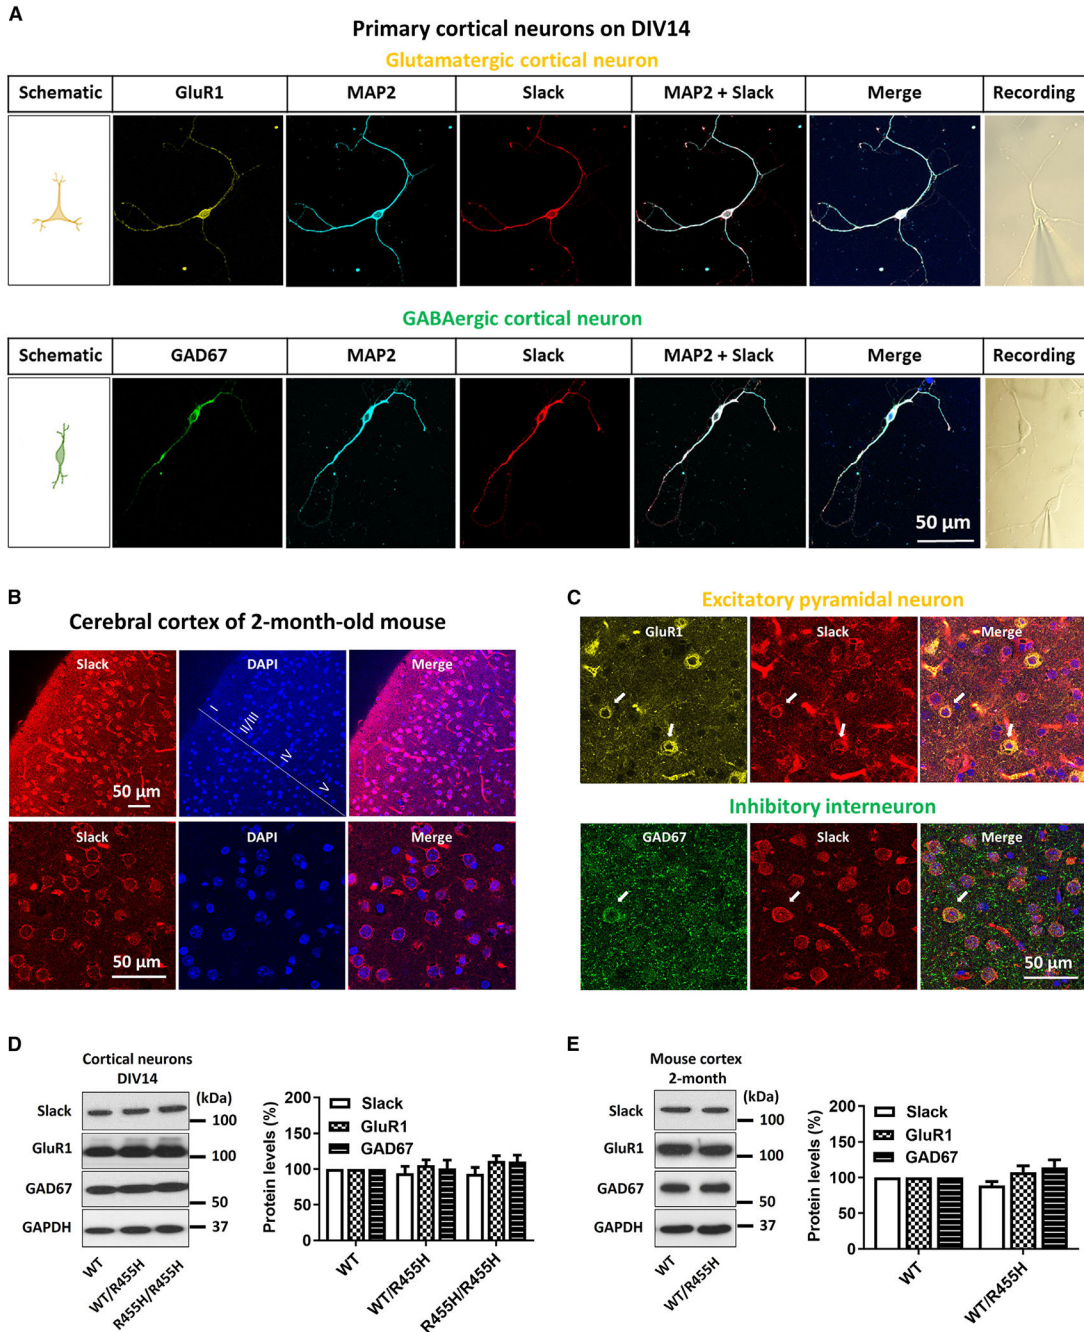 A
Primary cortical neurons on DIV14
Glutamatergic cortical neuron
Schematic GluR1 MAP2 Slack MAP2 + Slack Merge Recording
GABAergic cortical neuron
Schematic GAD67 MAP2 Slack MAP2 + Slack Merge Recording
50 μm
B
Cerebral cortex of 2-month-old mouse
Slack DAPI Merge
I
II/III
IV
V
50 μm
Slack DAPI Merge
50 μm
C
Excitatory pyramidal neuron
GluR1 Slack Merge
Inhibitory interneuron
GAD67 Slack Merge
50 μm
D
Cortical neurons
DIV14
(kDa)
Slack
100
GluR1
100
GAD67
50
GAPDH
37
WT
WT/R455H
R455H/R455H
Protein levels (%)
200
150
100
50
0
Slack
GluR1
GAD67
WT
WT/R455H
R455H/R455H
E
Mouse cortex
2-month
(kDa)
Slack
100
GluR1
100
GAD67
50
GAPDH
37
WT
WT/R455H
Protein levels (%)
200
150
100
50
0
Slack
GluR1
GAD67
WT
WT/R455H